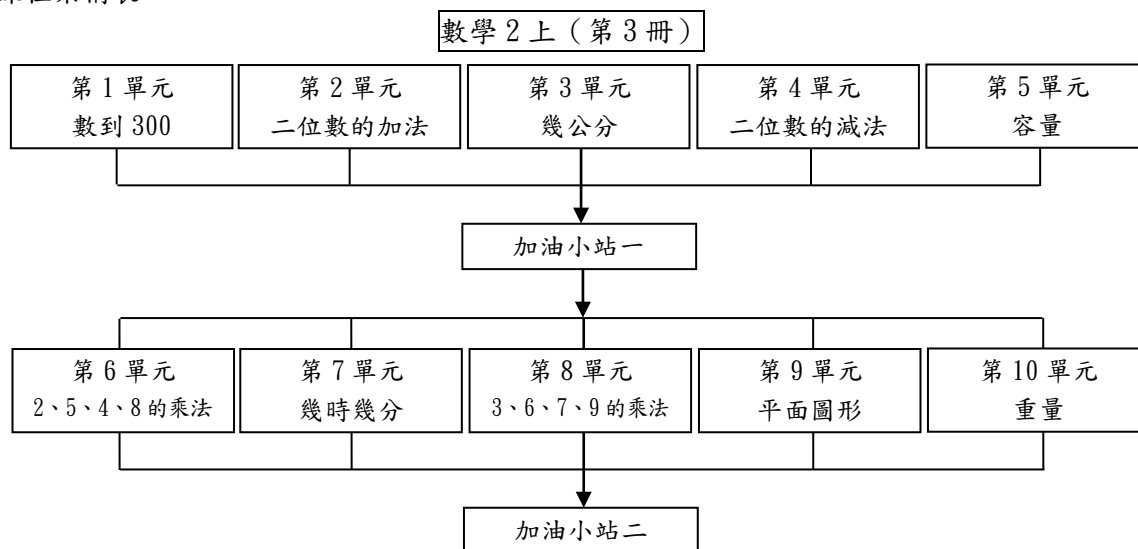 數學2上（第3冊）
第1單元
數到300
第2單元
二位數的加法
第3單元
幾公分
第4單元
二位數的減法
第5單元
容量
加油小站一
第6單元
2、5、4、8的乘法
第7單元
幾時幾分
第8單元
3、6、7、9的乘法
第9單元
平面圖形
第10單元
重量
加油小站二